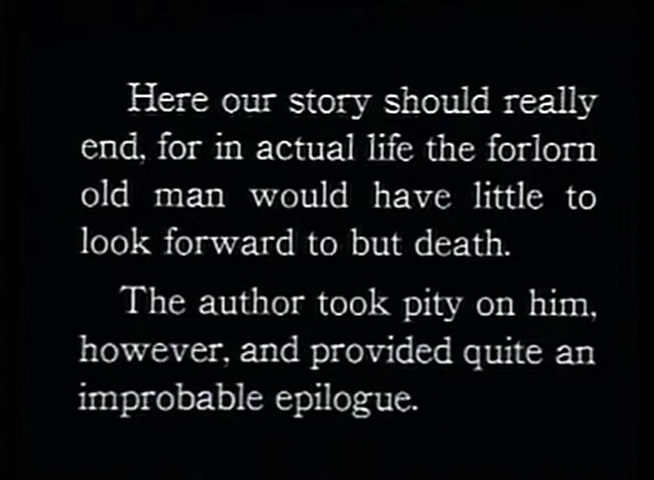 Here our story should really
end, for in actual life the forlorn
old man would have little to
look forward to but death.
The author took pity on him,
however, and provided quite an
improbable epilogue.